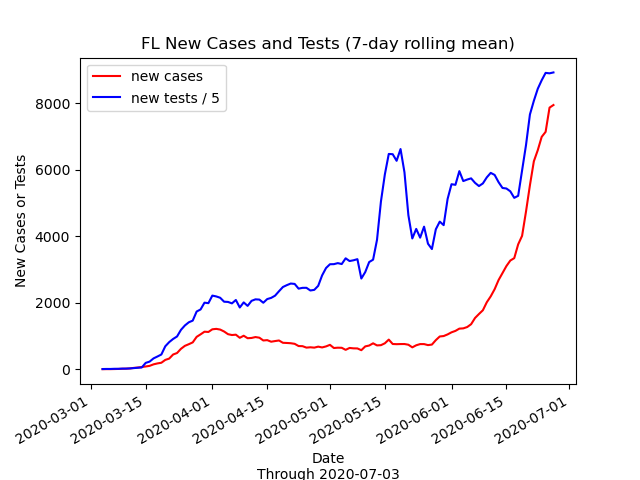 FL New Cases and Tests (7-day rolling mean)
new cases
new tests / 5
New Cases or Tests
8000
6000
4000
2000
0
2020-03-01
2020-03-15
2020-04-01
2020-04-15
2020-05-01
2020-05-15
2020-06-01
2020-06-15
2020-07-01
Date
Through 2020-07-03